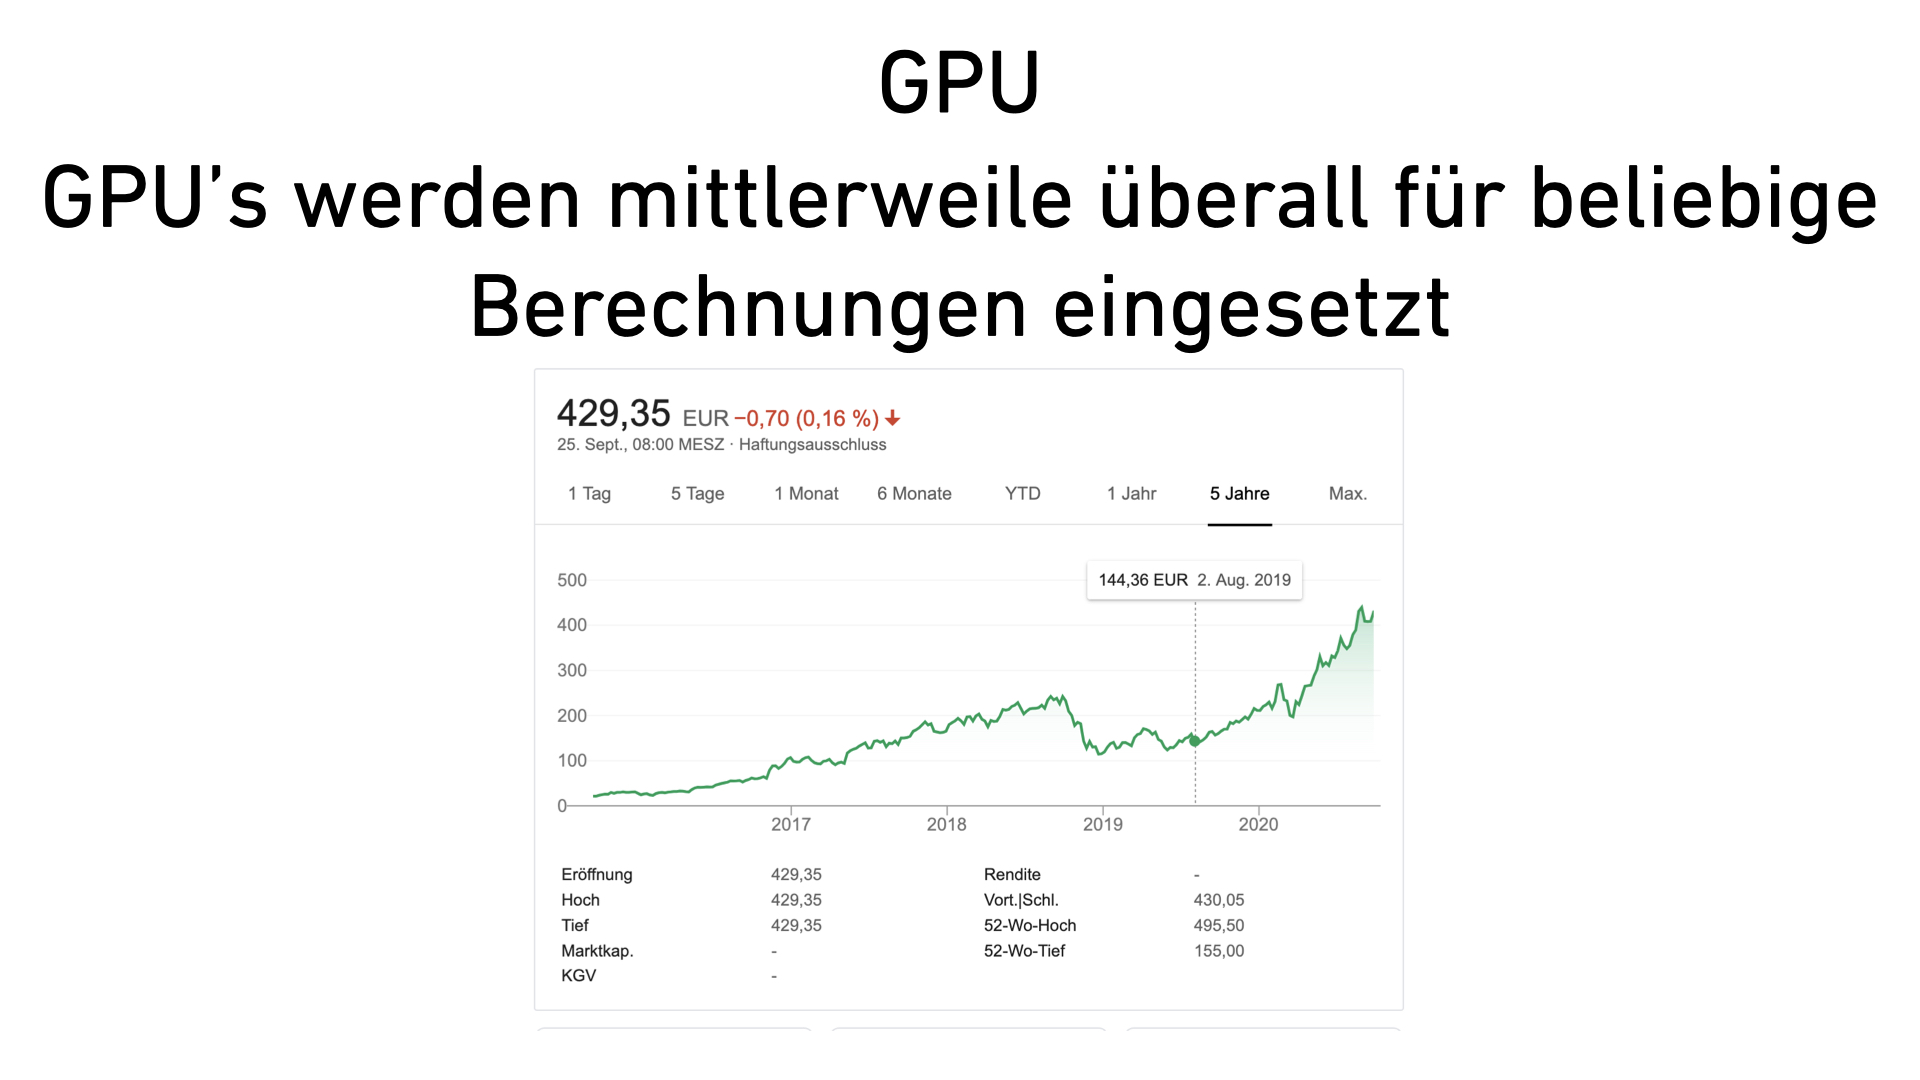 GPU
GPU’s werden mittlerweile überall für beliebige
Berechnungen eingesetzt
429,35 EUR −0,70 (0,16 %)
25. Sept., 08:00 MESZ · Haftungsausschluss
1 Tag 5 Tage 1 Monat 6 Monate YTD 1 Jahr 5 Jahre Max.
144,36 EUR 2. Aug. 2019
500
400
300
200
100
0
2017 2018 2019 2020
Eröffnung 429,35 Rendite -
Hoch 429,35 Vort.|Schl. 430,05
Tief 429,35 52-Wo-Hoch 495,50
Marktkap. - 52-Wo-Tief 155,00
KGV -